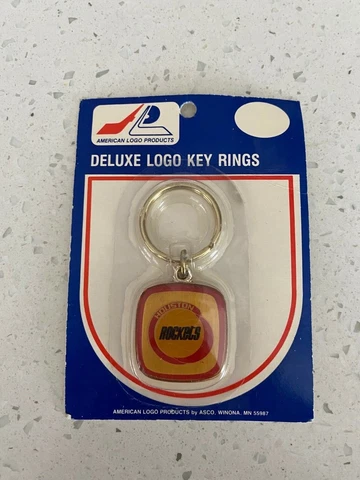 AMERICAN LOGO PRODUCTS
DELUXE LOGO KEY RINGS
HOUSTON
ROCKETS
AMERICAN LOGO PRODUCTS by ASCO, WINONA, MN 55987